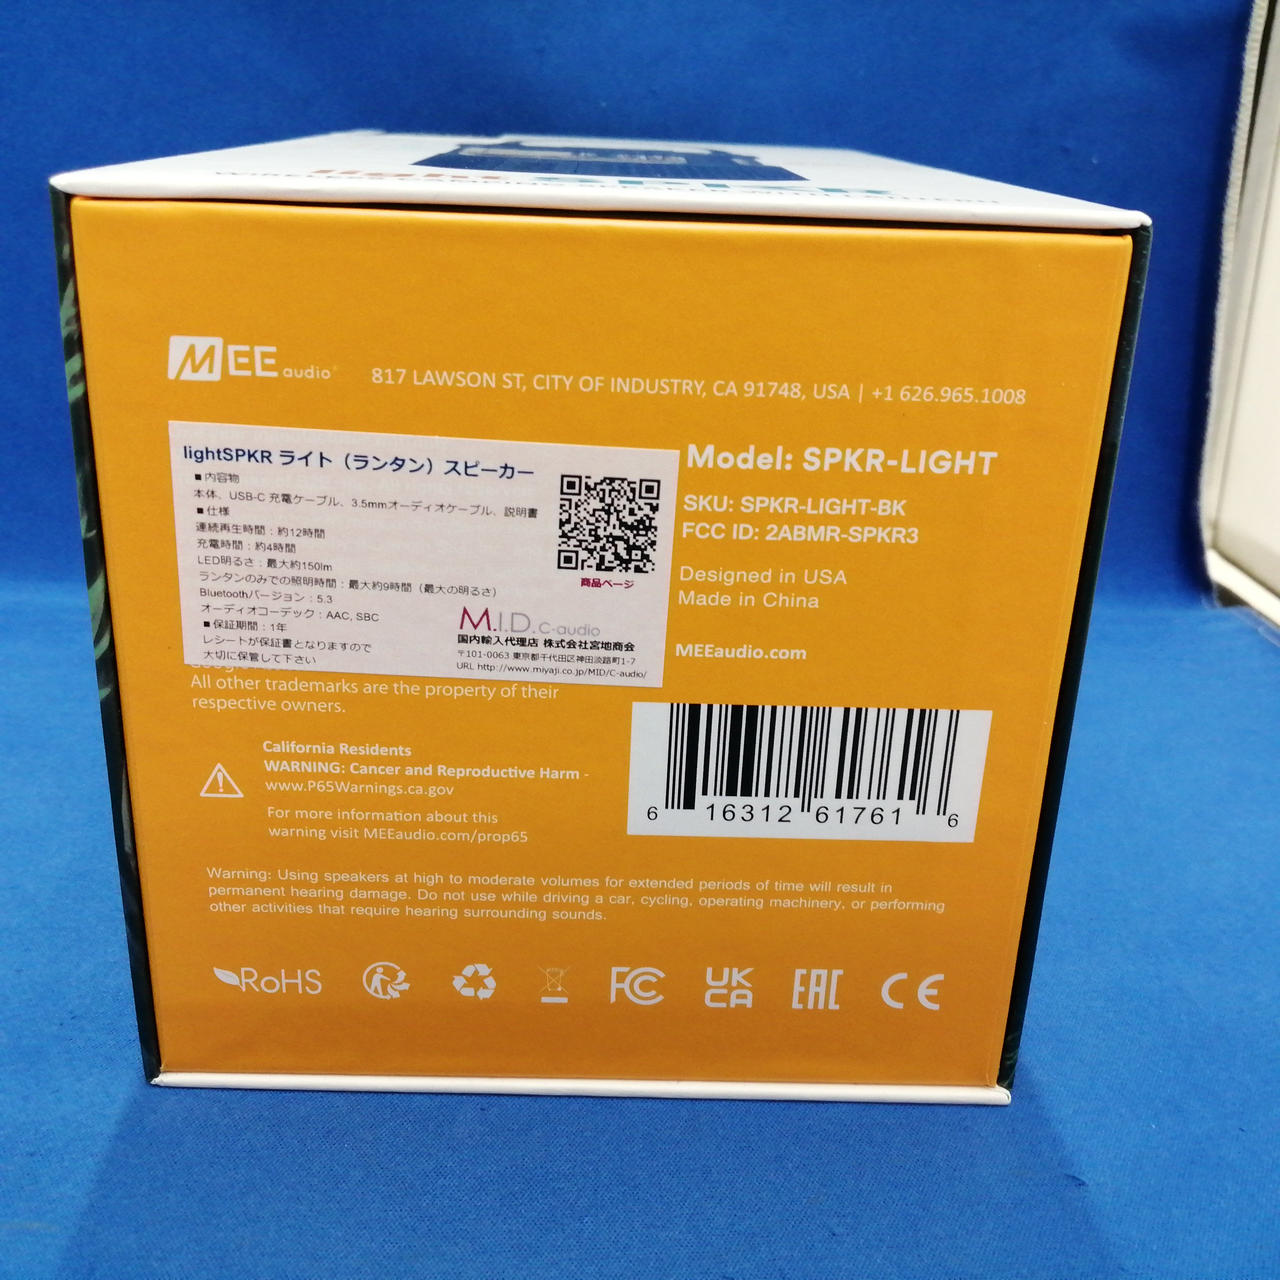 light SPKR
WIRELESS CAMPING SPEAKER WITH LANTERN
MEE audio
817 LAWSON ST, CITY OF INDUSTRY, CA 91748, USA | +1 626.965.1008
lightSPKR ライト（ランタン）スピーカー
■内容物
本体、USB-C 充電ケーブル、3.5mmオーディオケーブル、説明書
■仕様
連続再生時間：約12時間
充電時間：約4時間
LED明るさ：最大約150lm
ランタンのみでの照明時間：最大約9時間（最大の明るさ）
Bluetoothバージョン：5.3
オーディオコーデック：AAC, SBC
■保証期間：1年
レシートが保証書となりますので
大切に保管して下さい
商品ページ
M.I.D. C-audio
国内輸入代理店 株式会社宮地商会
〒101-0063 東京都千代田区神田淡路町1-7
URL http://www.miyaji.co.jp/MID/C-audio/
Model: SPKR-LIGHT
SKU: SPKR-LIGHT-BK
FCC ID: 2ABMR-SPKR3
Designed in USA
Made in China
MEEaudio.com
All other trademarks are the property of their
respective owners.
California Residents
WARNING: Cancer and Reproductive Harm -
www.P65Warnings.ca.gov
For more information about this
warning visit MEEaudio.com/prop65
6 16312 61761 6
Warning: Using speakers at high to moderate volumes for extended periods of time will result in
permanent hearing damage. Do not use while driving a car, cycling, operating machinery, or performing
other activities that require hearing surrounding sounds.
RoHS FC UK CA EAC CE